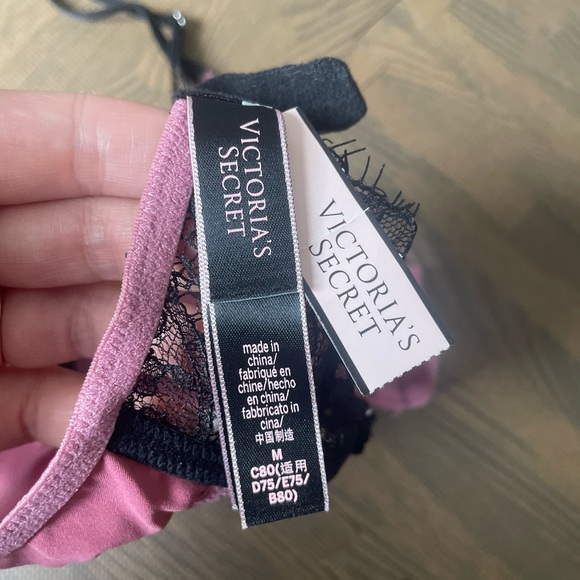 VICTORIA'S
SECRET
made in
china/
fabriqué en
chine/hecho
en china/
fabbricato in
cina/
中国制造
M
C80(适用
D75/E75/
B80)
VICTORIA'S
SECRET